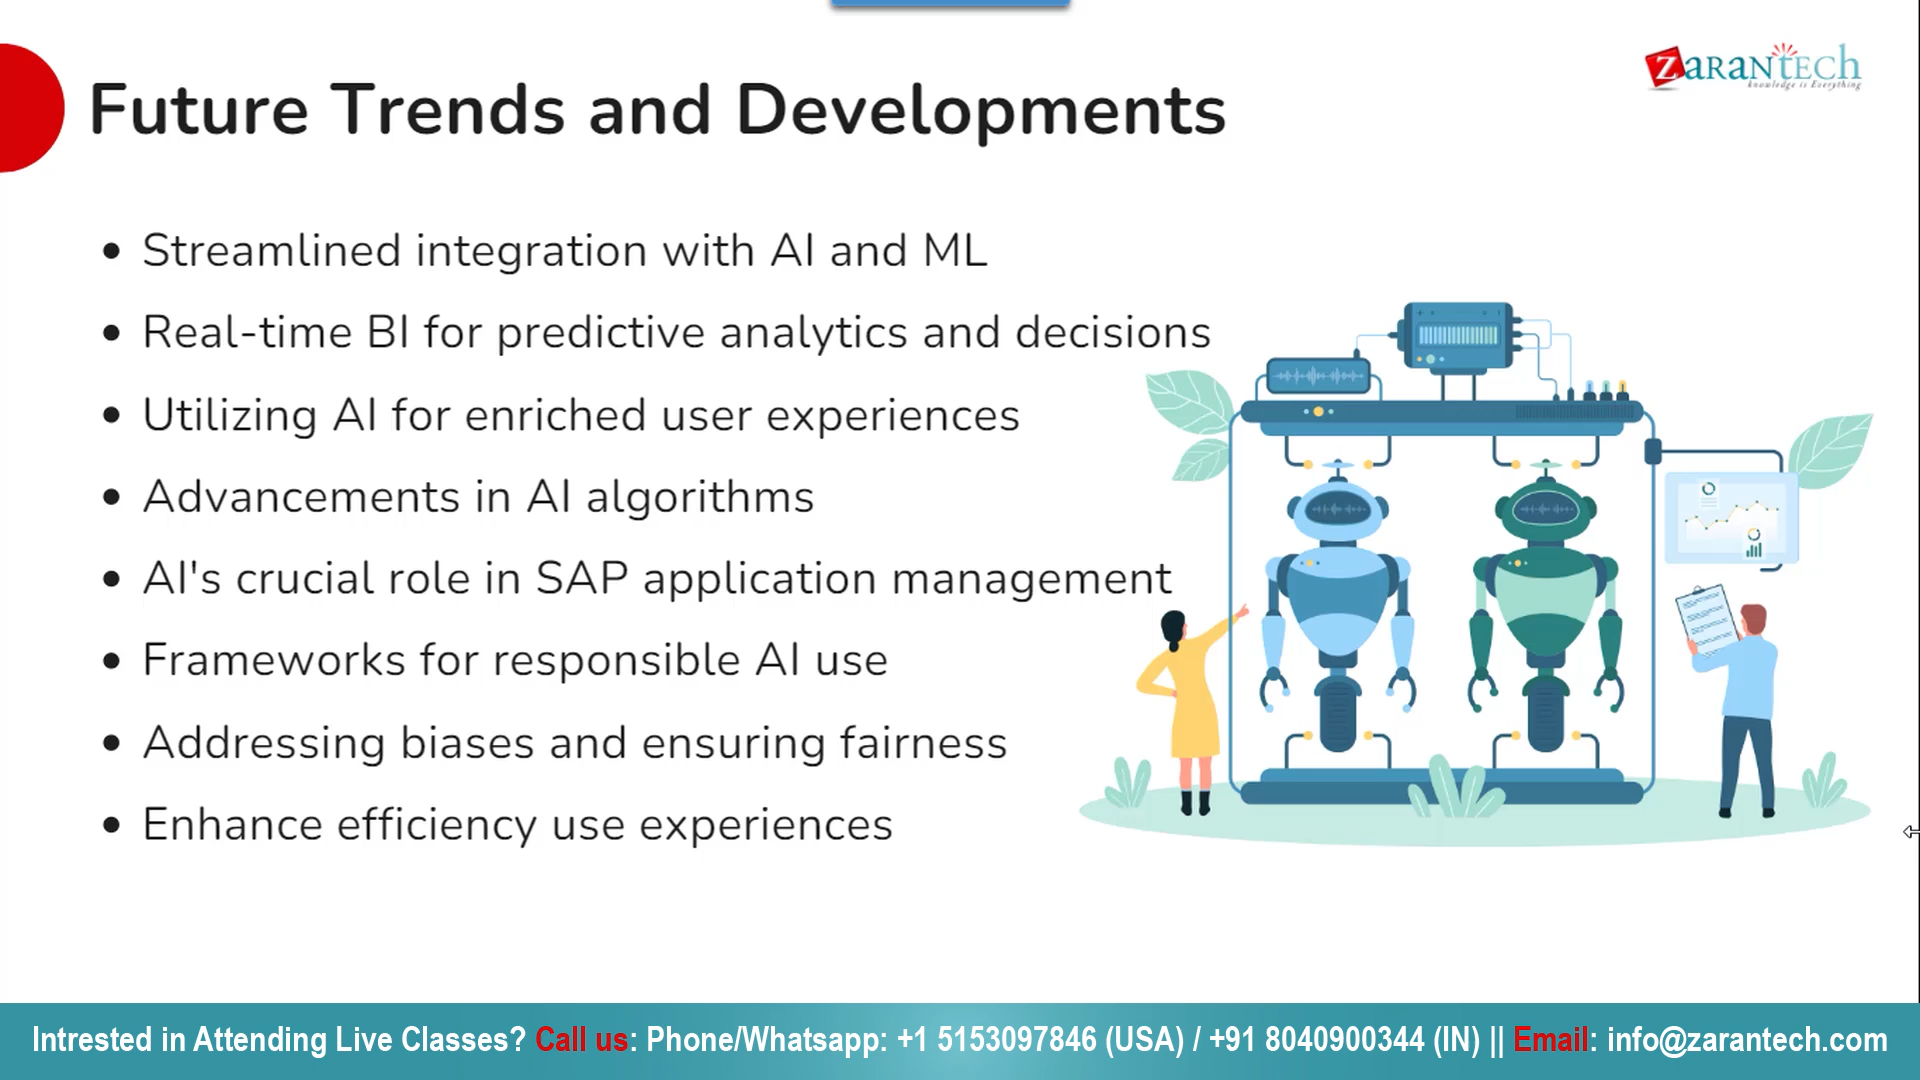 ZARANTECH
knowledge is Everything
Future Trends and Developments
• Streamlined integration with AI and ML
• Real-time BI for predictive analytics and decisions
• Utilizing AI for enriched user experiences
• Advancements in AI algorithms
• AI's crucial role in SAP application management
• Frameworks for responsible AI use
• Addressing biases and ensuring fairness
• Enhance efficiency use experiences
Intrested in Attending Live Classes? Call us: Phone/Whatsapp: +1 5153097846 (USA) / +91 8040900344 (IN) || Email: info@zarantech.com